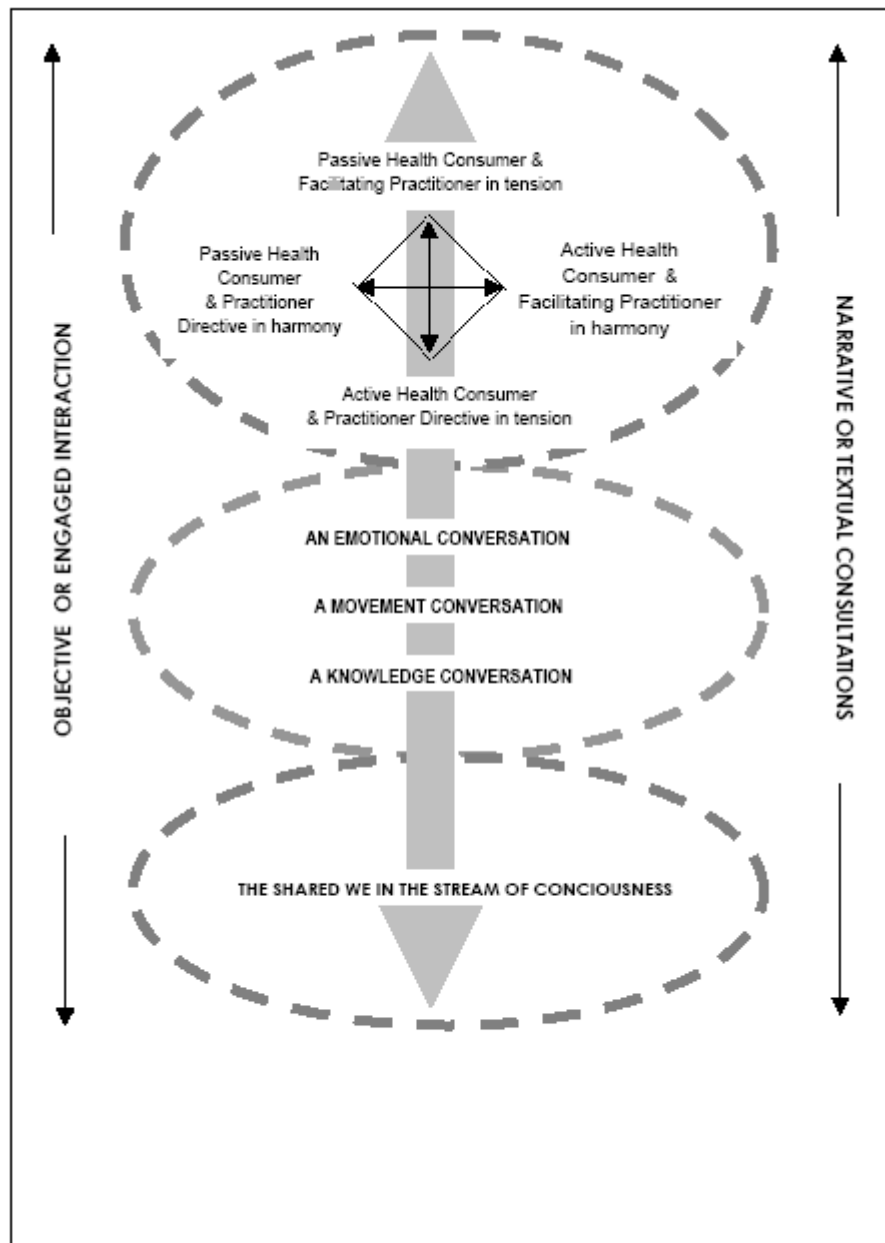 Passive Health Consumer &
Facilitating Practitioner in tension
Passive Health
Consumer
& Practitioner
Directive in harmony
Active Health
Consumer &
Facilitating Practitioner
in harmony
Active Health Consumer
& Practitioner Directive in tension
OBJECTIVE OR ENGAGED INTERACTION
NARRATIVE OR TEXTUAL CONSULTATIONS
AN EMOTIONAL CONVERSATION
A MOVEMENT CONVERSATION
A KNOWLEDGE CONVERSATION
THE SHARED WE IN THE STREAM OF CONCIOUSNESS